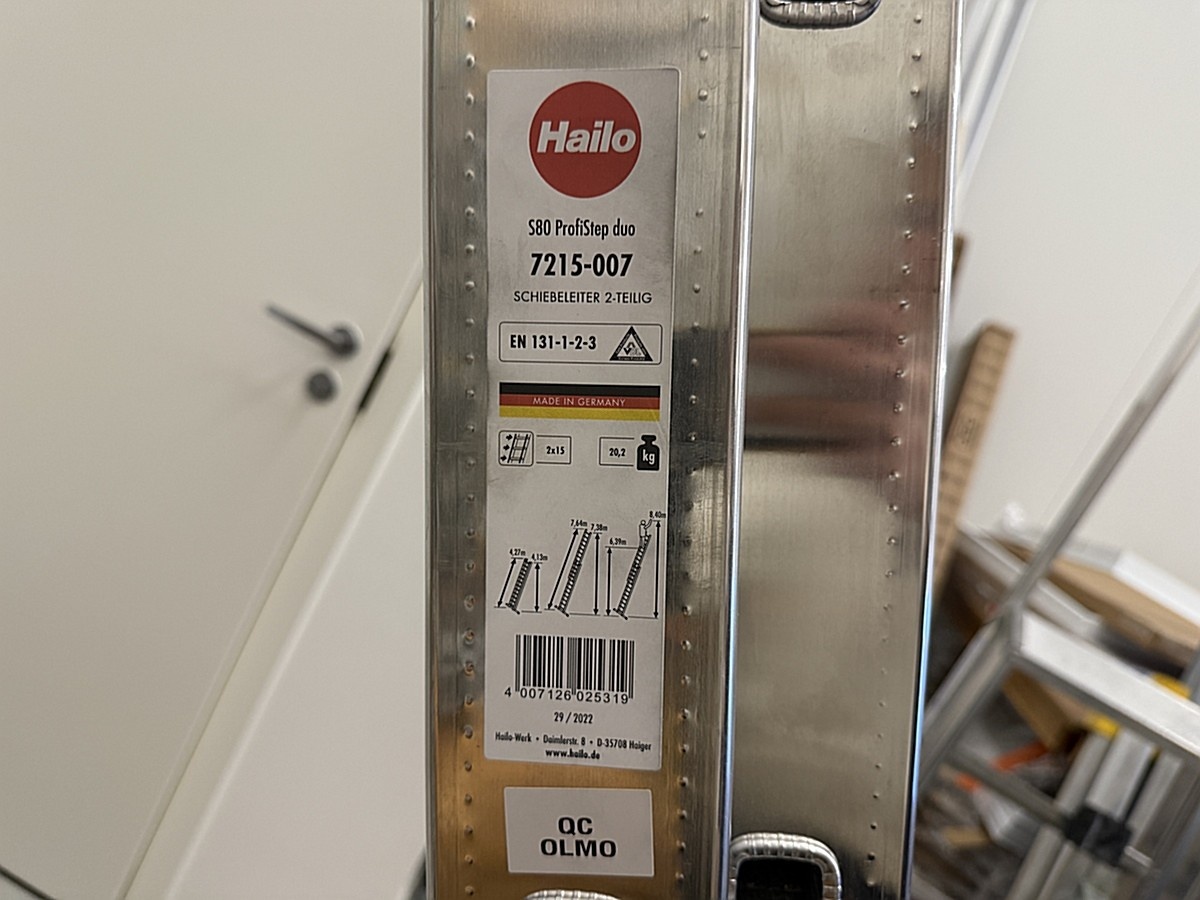 Hailo
S80 ProfiStep duo
7215-007
SCHIEBELEITER 2-TEILIG
EN 131-1-2-3
MADE IN GERMANY
2x15
20,2
kg
8,40m
7,64m
7,38m
6,39m
4,27m
4,13m
4 007126 025319
29 / 2022
Hailo-Werk • Daimlerstr. 8 • D-35708 Haiger
www.hailo.de
QC
OLMO